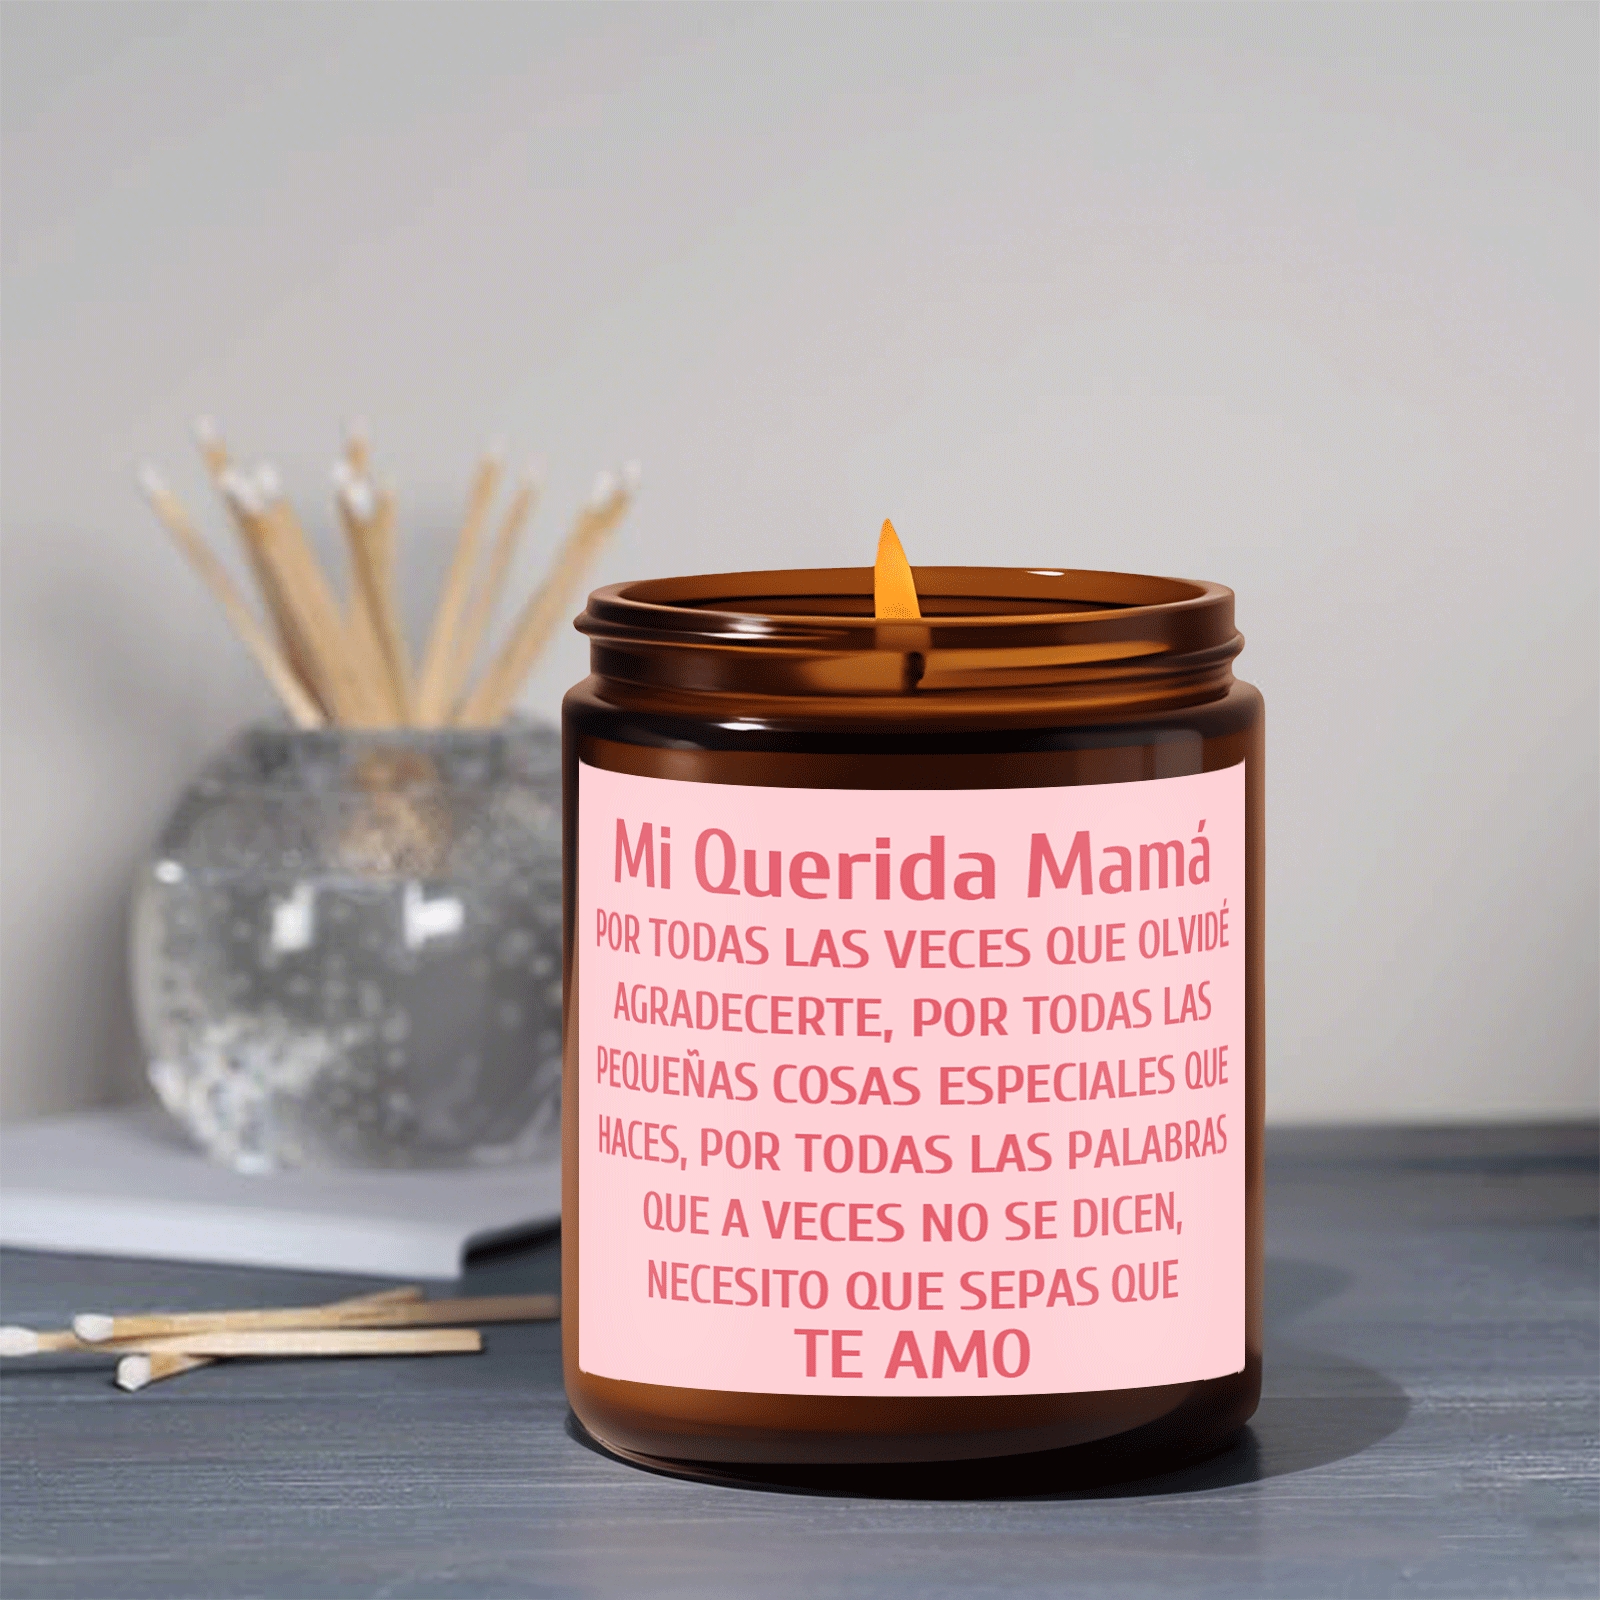 Mi Querida Mamá
POR TODAS LAS VECES QUE OLVIDÉ
AGRADECERTE, POR TODAS LAS
PEQUEÑAS COSAS ESPECIALES QUE
HACES, POR TODAS LAS PALABRAS
QUE A VECES NO SE DICEN,
NECESITO QUE SEPAS QUE
TE AMO